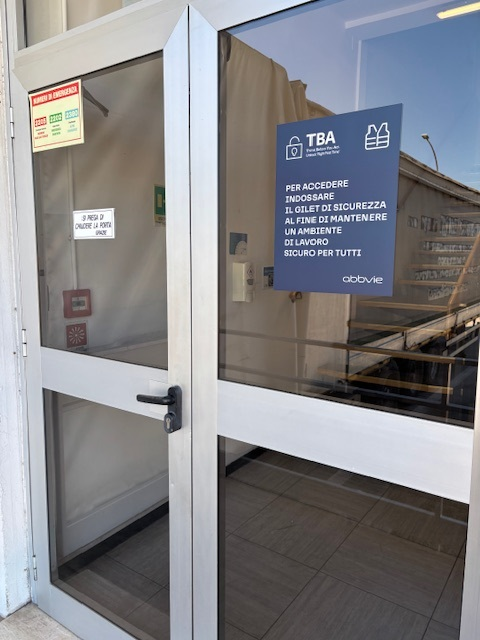 NUMERI DI EMERGENZA
SI PREGA DI
CHIUDERE LA PORTA
GRAZIE
TBA
PER ACCEDERE
INDOSSARE
IL GILET DI SICUREZZA
AL FINE DI MANTENERE
UN AMBIENTE
DI LAVORO
SICURO PER TUTTI
abbvie